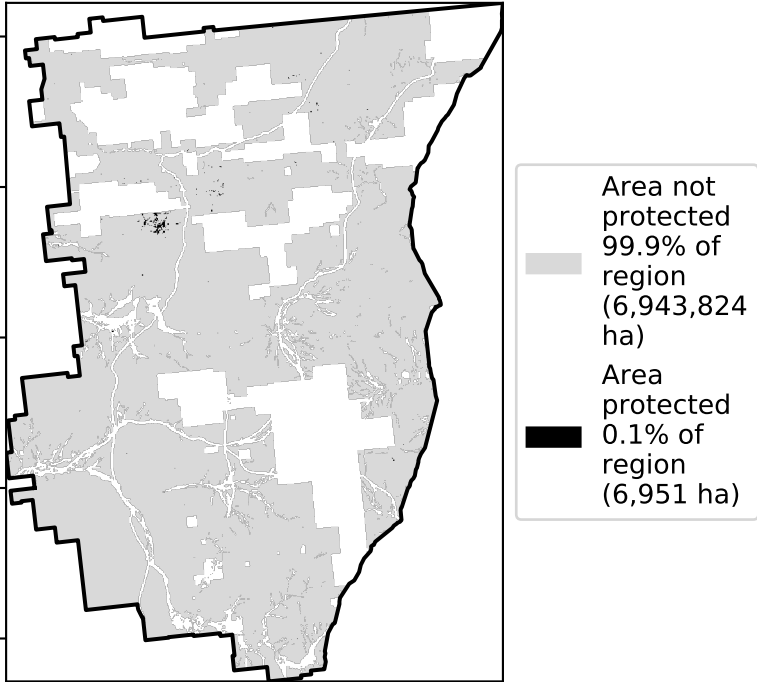 Area not
protected
99.9% of
region
(6,943,824
ha)
Area
protected
0.1% of
region
(6,951 ha)